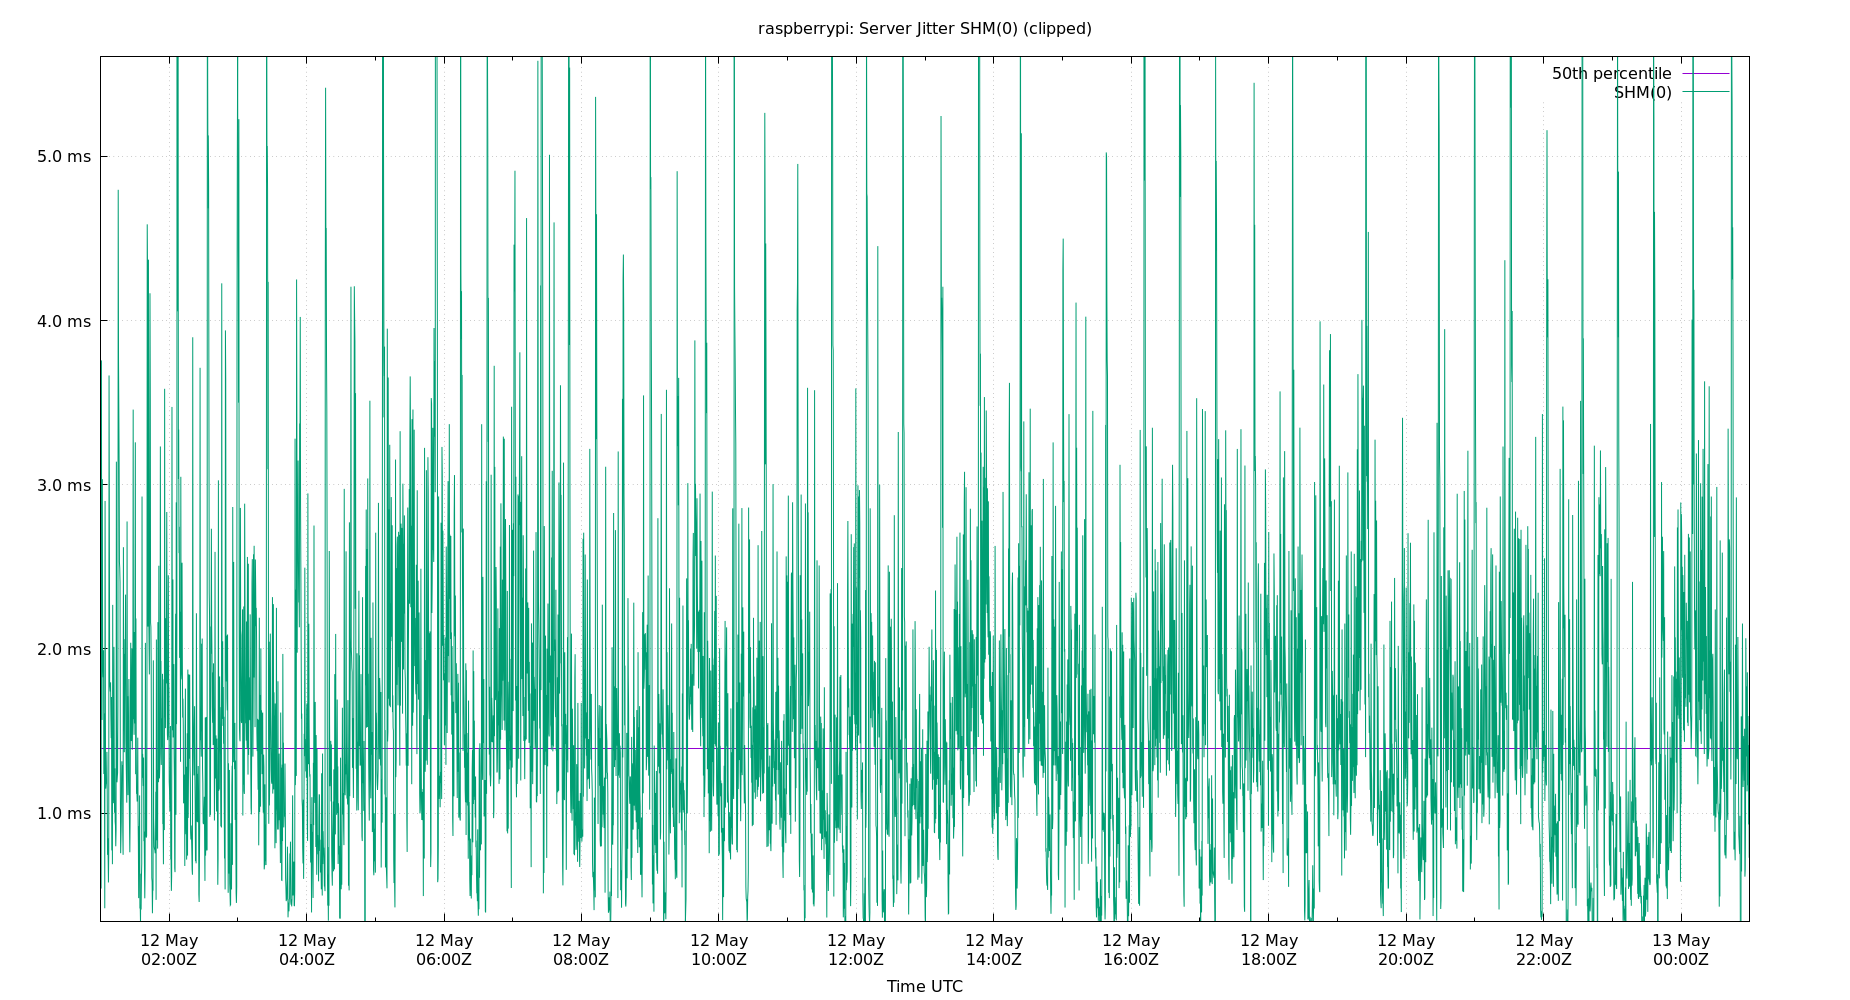 raspberrypi: Server Jitter SHM(0) (clipped)
50th percentile
SHM(0)
5.0 ms
4.0 ms
3.0 ms
2.0 ms
1.0 ms
12 May 12 May 12 May 12 May 12 May 12 May 12 May 12 May 12 May 12 May 12 May 13 May
02:00Z 04:00Z 06:00Z 08:00Z 10:00Z 12:00Z 14:00Z 16:00Z 18:00Z 20:00Z 22:00Z 00:00Z
Time UTC